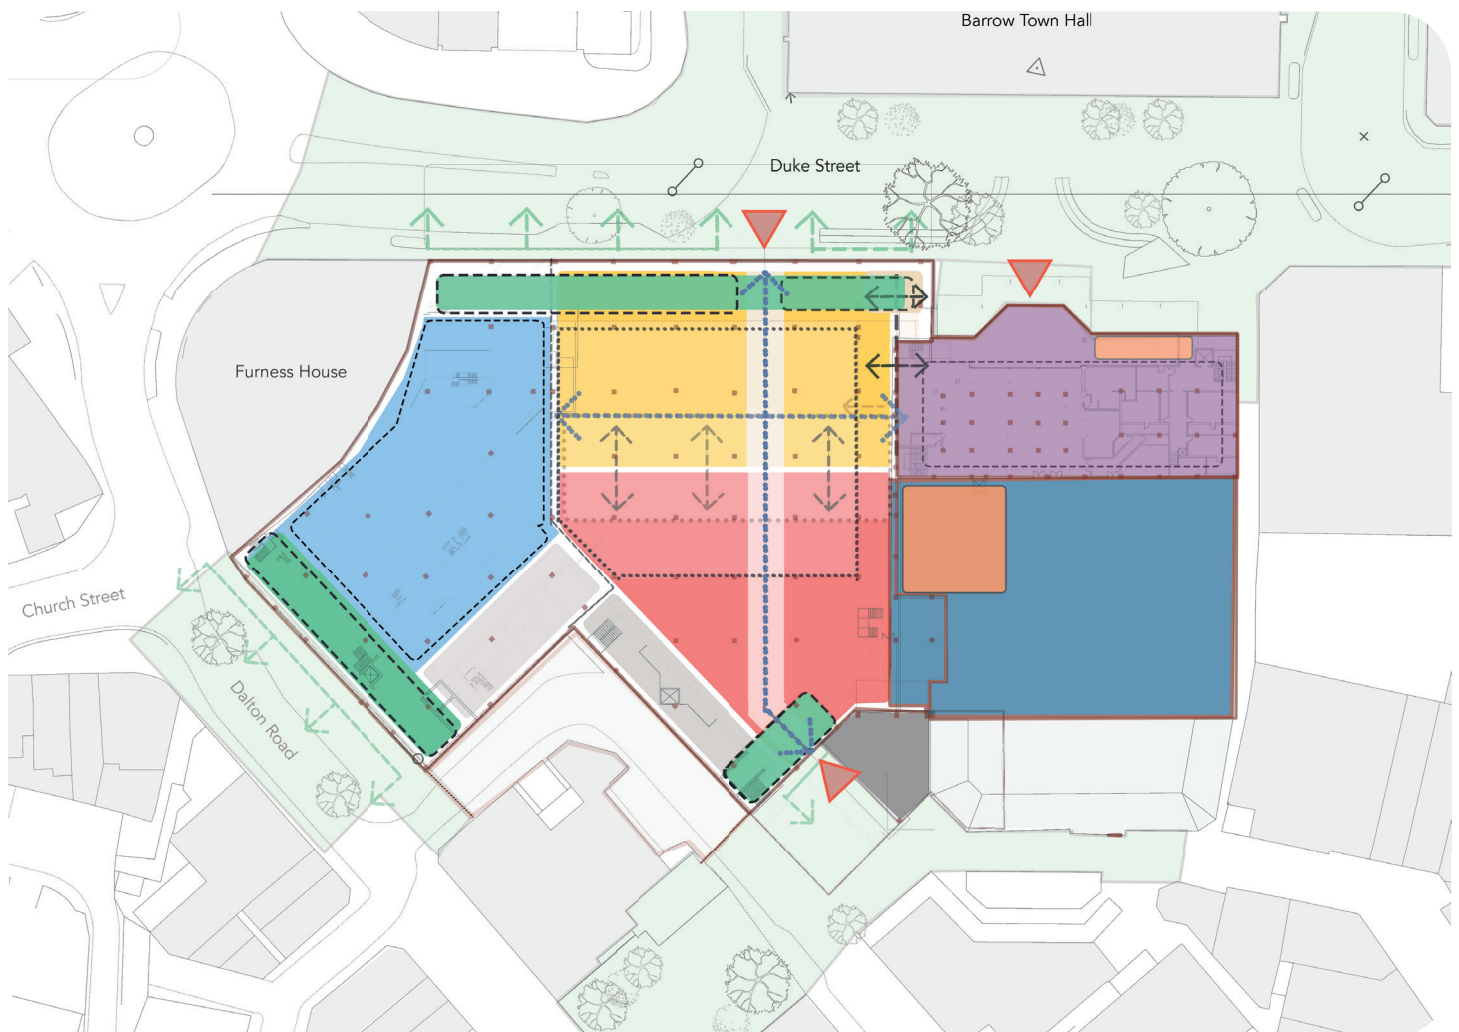 Barrow Town Hall
Duke Street
Furness House
Church Street
Dalton Road